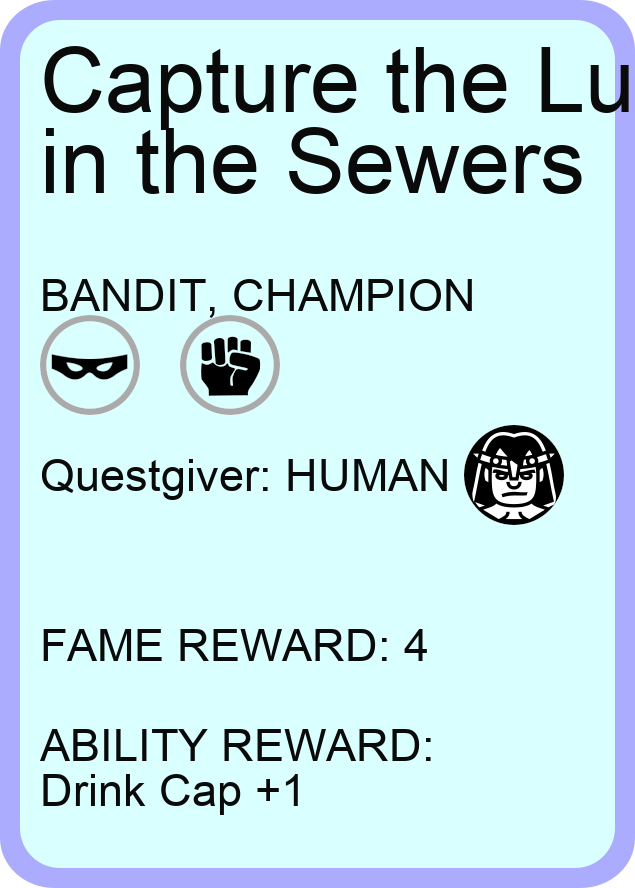 Capture the Lu
in the Sewers
BANDIT, CHAMPION
Questgiver: HUMAN
FAME REWARD: 4
ABILITY REWARD:
Drink Cap +1